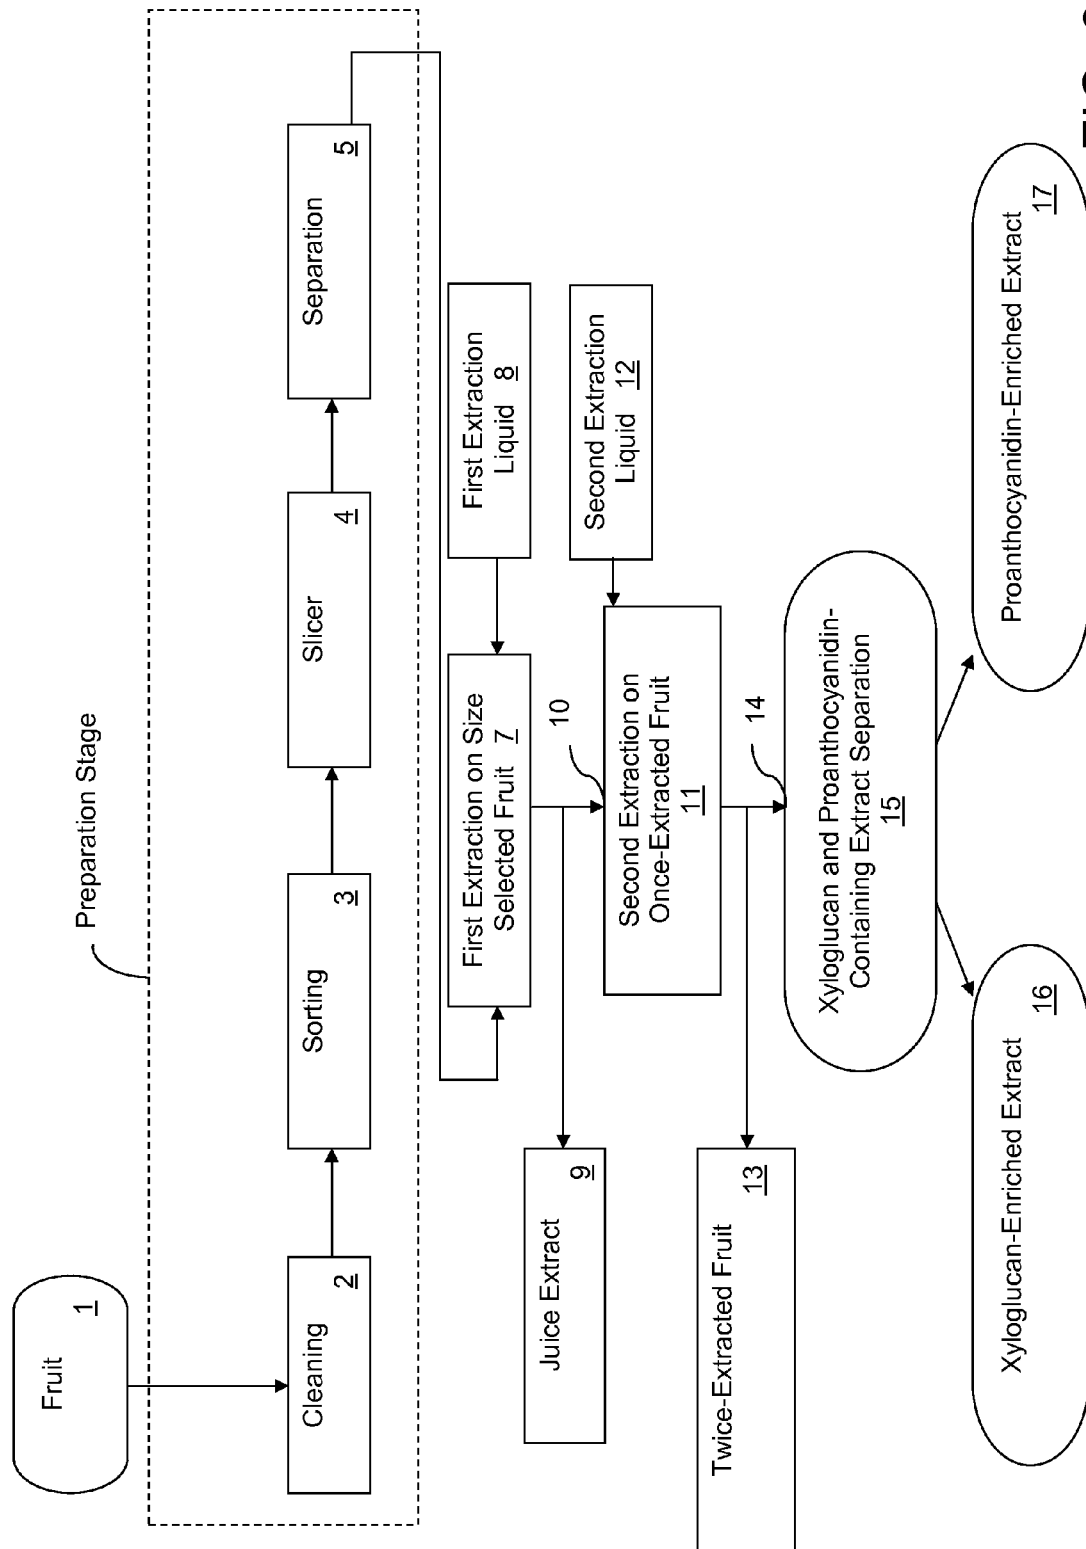 Fruit
1
Preparation Stage
Cleaning
2
Sorting
3
Slicer
4
Separation
5
First Extraction on Size
Selected Fruit 7
First Extraction
Liquid 8
Juice Extract
9
10
Second Extraction on
Once-Extracted Fruit
11
Second Extraction
Liquid 12
Twice-Extracted Fruit
13
14
Xyloglucan and Proanthocyanidin-
Containing Extract Separation
15
Xyloglucan-Enriched Extract
16
Proanthocyanidin-Enriched Extract
17